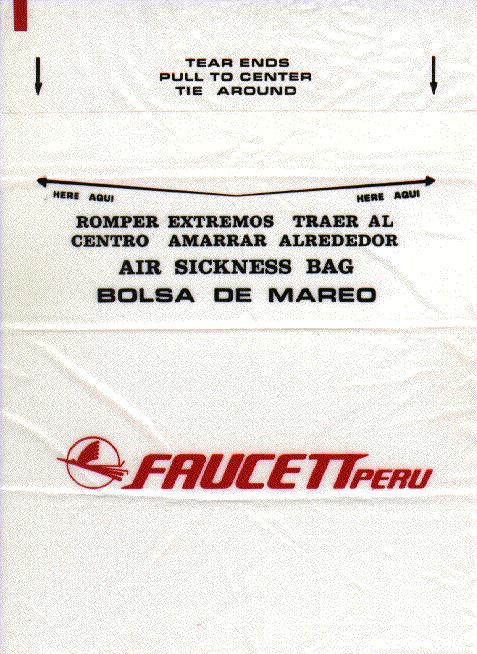 TEAR ENDS
PULL TO CENTER
TIE AROUND
HERE AQUI
HERE AQUI
ROMPER EXTREMOS TRAER AL
CENTRO AMARRAR ALREDEDOR
AIR SICKNESS BAG
BOLSA DE MAREO
FAUCETT PERU